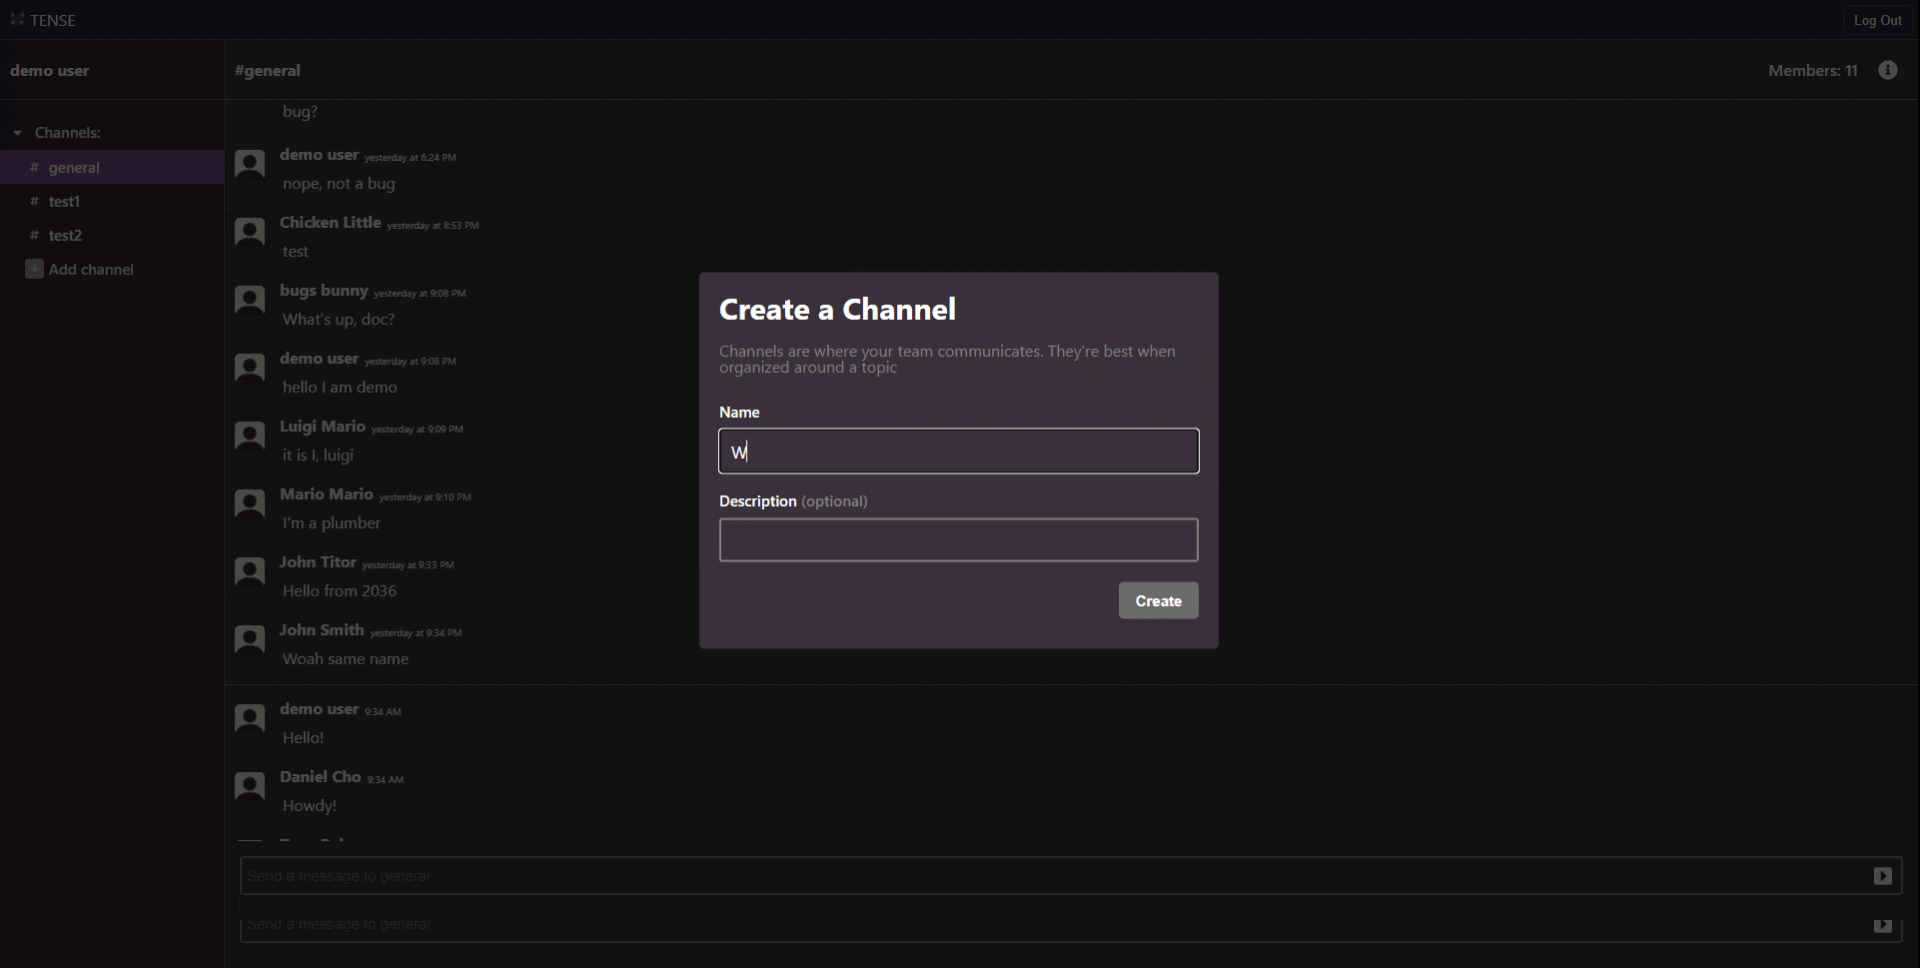 TENSE
Log Out
demo user
#general
Members: 11
Channels:
# general
# test1
# test2
+ Add channel
bug?
demo user yesterday at 6:24 PM
nope, not a bug
Chicken Little yesterday at 8:53 PM
test
bugs bunny yesterday at 9:08 PM
What's up, doc?
demo user yesterday at 9:08 PM
hello I am demo
Luigi Mario yesterday at 9:09 PM
it is I, luigi
Mario Mario yesterday at 9:10 PM
I'm a plumber
John Titor yesterday at 9:33 PM
Hello from 2036
John Smith yesterday at 9:34 PM
Woah same name
demo user 9:34 AM
Hello!
Daniel Cho 9:34 AM
Howdy!
Send a message to general
Send a message to general
Create a Channel
Channels are where your team communicates. They're best when
organized around a topic
Name
W
Description (optional)
Create